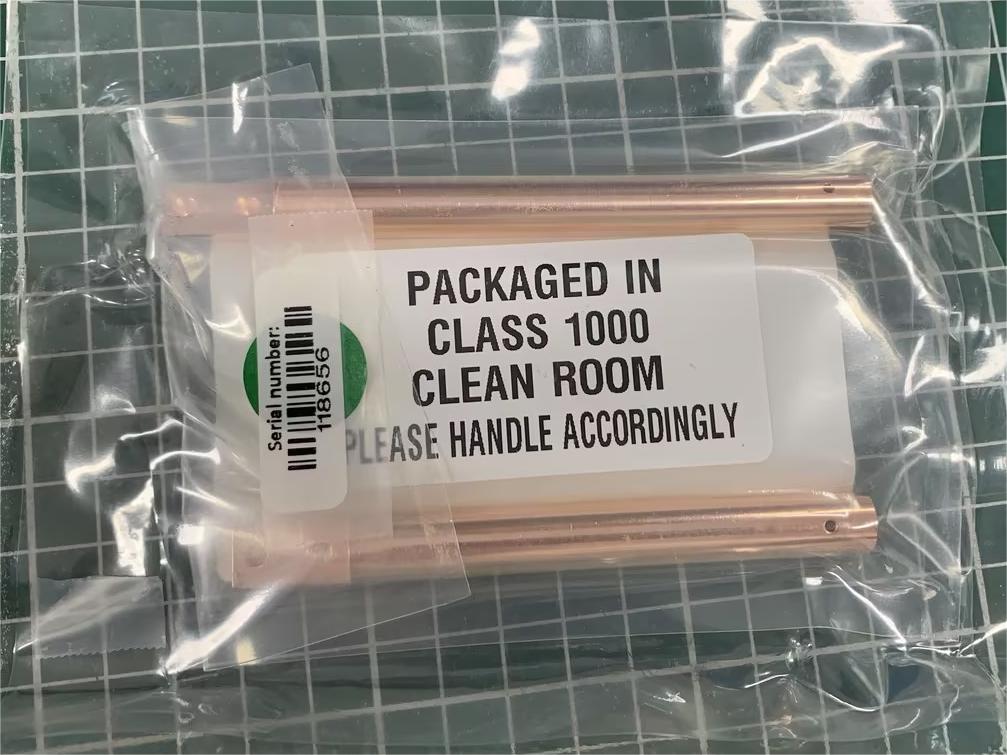 PACKAGED IN
CLASS 1000
CLEAN ROOM
PLEASE HANDLE ACCORDINGLY
Serial number:
118656